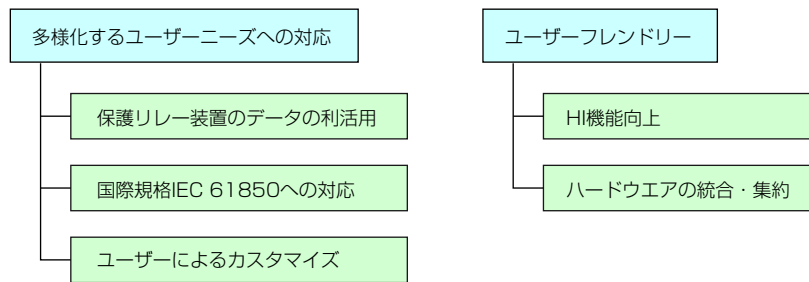 多様化するユーザーニーズへの対応
保護リレー装置のデータの利活用
国際規格IEC 61850への対応
ユーザーによるカスタマイズ
ユーザーフレンドリー
HI機能向上
ハードウエアの統合・集約